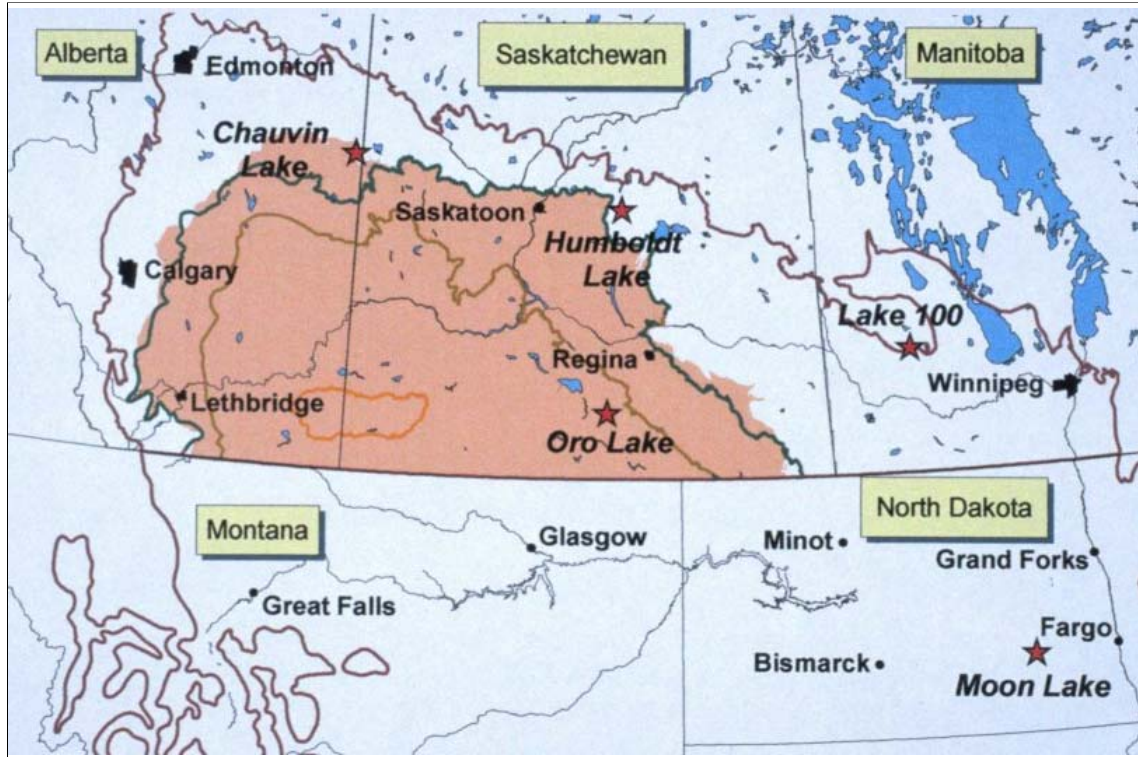 Alberta
Saskatchewan
Manitoba
Edmonton
Chauvin
Lake
Saskatoon
Humboldt
Lake
Calgary
Lake 100
Regina
Winnipeg
Lethbridge
Oro Lake
Montana
North Dakota
Glasgow
Minot
Grand Forks
Great Falls
Fargo
Bismarck
Moon Lake